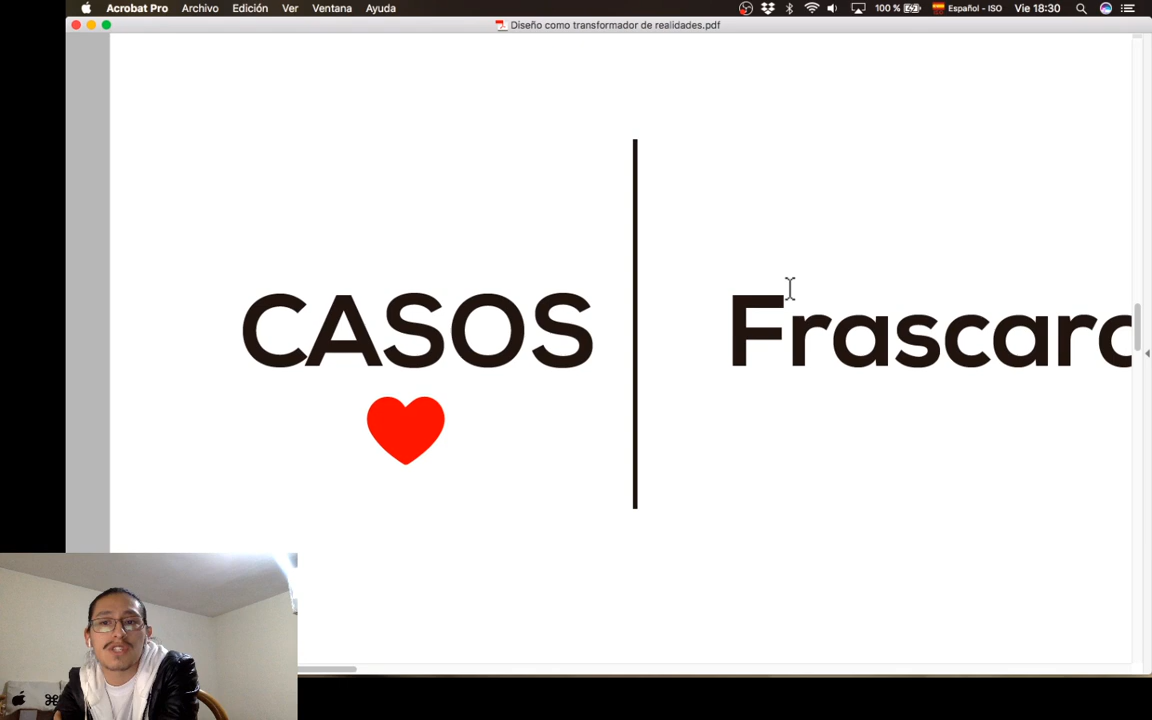 Acrobat Pro Archivo Edición Ver Ventana Ayuda 100 % Español - ISO Vie 18:30
Diseño como transformador de realidades.pdf
CASOS
Frascar